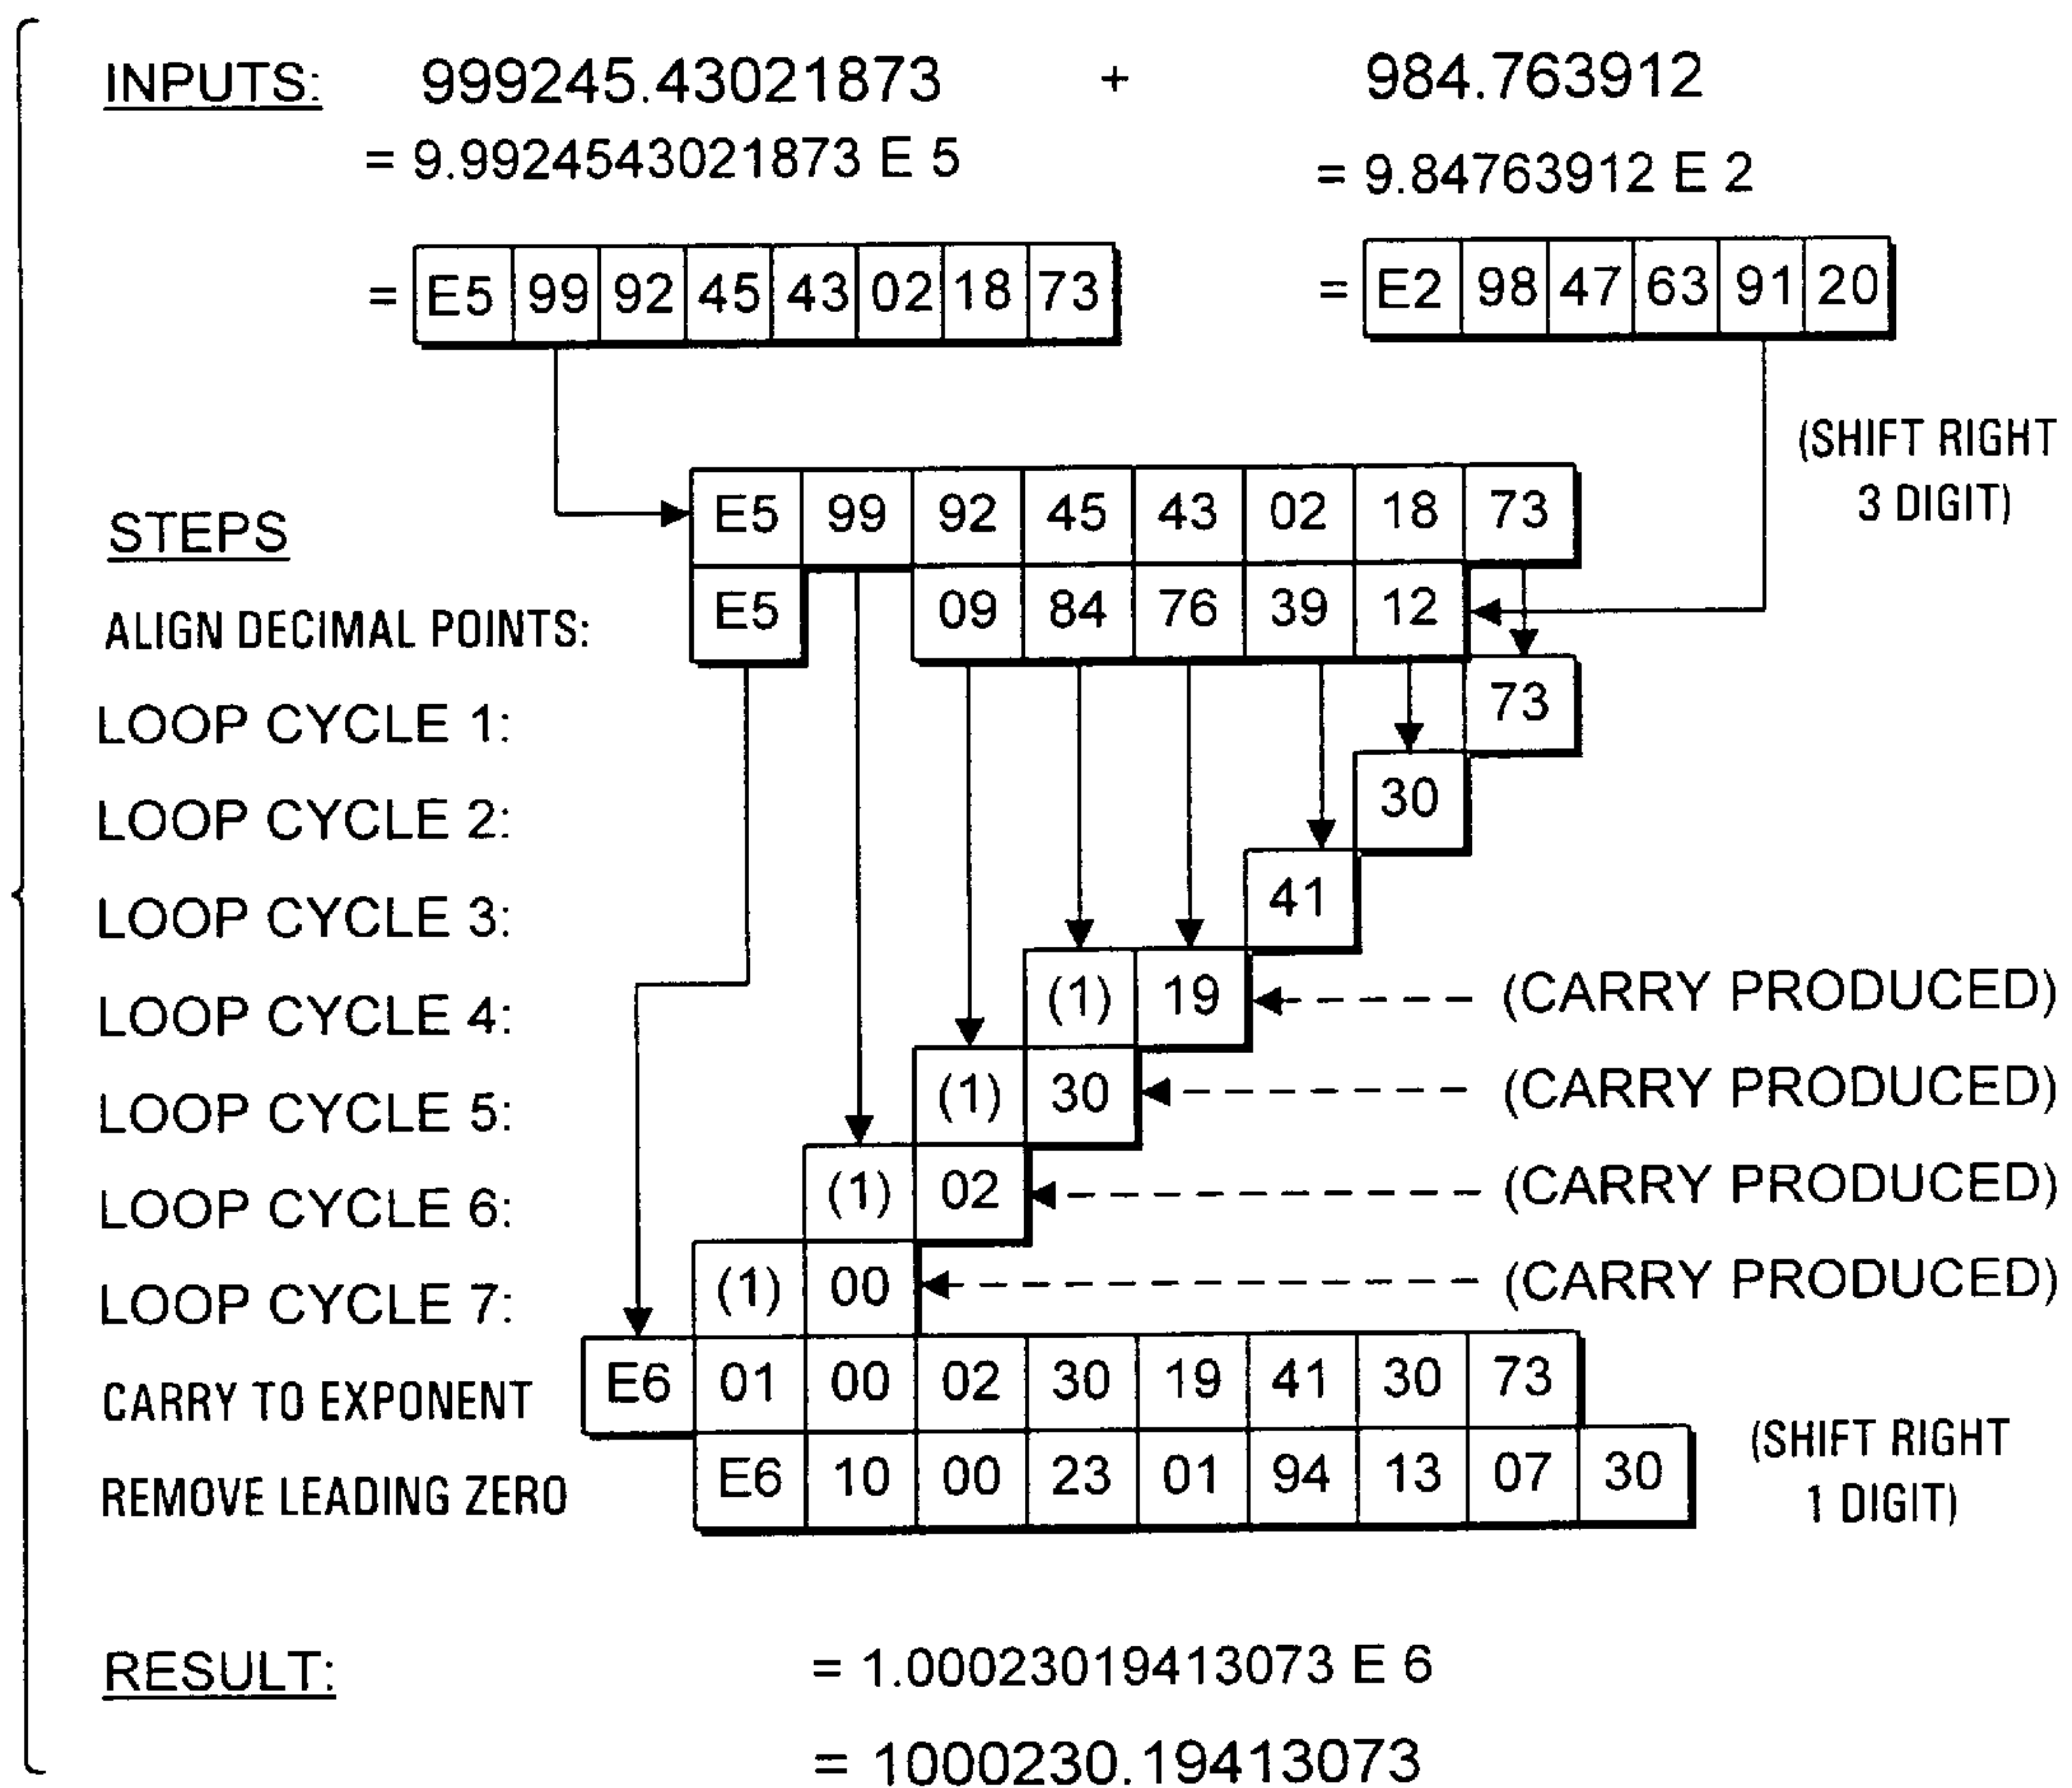 INPUTS: 999245.43021873 + 984.763912
= 9.9924543021873 E 5 = 9.84763912 E 2
= E5 99 92 45 43 02 18 73 = E2 98 47 63 91 20
(SHIFT RIGHT
3 DIGIT)
STEPS E5 99 92 45 43 02 18 73
ALIGN DECIMAL POINTS: E5 09 84 76 39 12
LOOP CYCLE 1: 73
LOOP CYCLE 2: 30
LOOP CYCLE 3: 41
LOOP CYCLE 4: (1) 19 (CARRY PRODUCED)
LOOP CYCLE 5: (1) 30 (CARRY PRODUCED)
LOOP CYCLE 6: (1) 02 (CARRY PRODUCED)
LOOP CYCLE 7: (1) 00 (CARRY PRODUCED)
CARRY TO EXPONENT E6 01 00 02 30 19 41 30 73
REMOVE LEADING ZERO E6 10 00 23 01 94 13 07 30
(SHIFT RIGHT
1 DIGIT)
RESULT: = 1.00023019413073 E 6
= 1000230.19413073